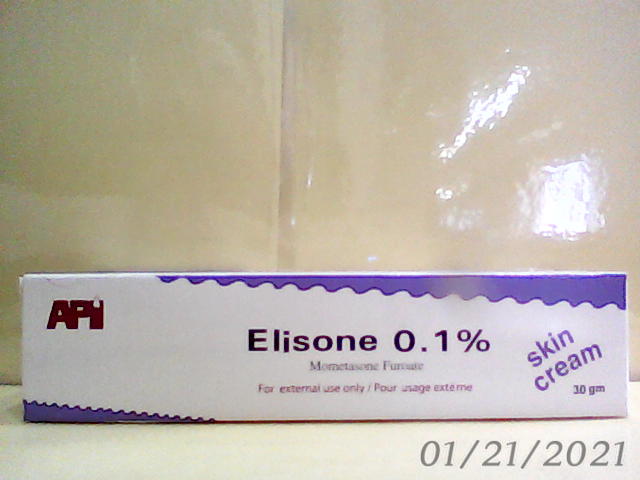 API
Elisone 0.1%
Mometasone Furoate
For external use only / Pour usage externe
skin
cream
30 gm
01/21/2021